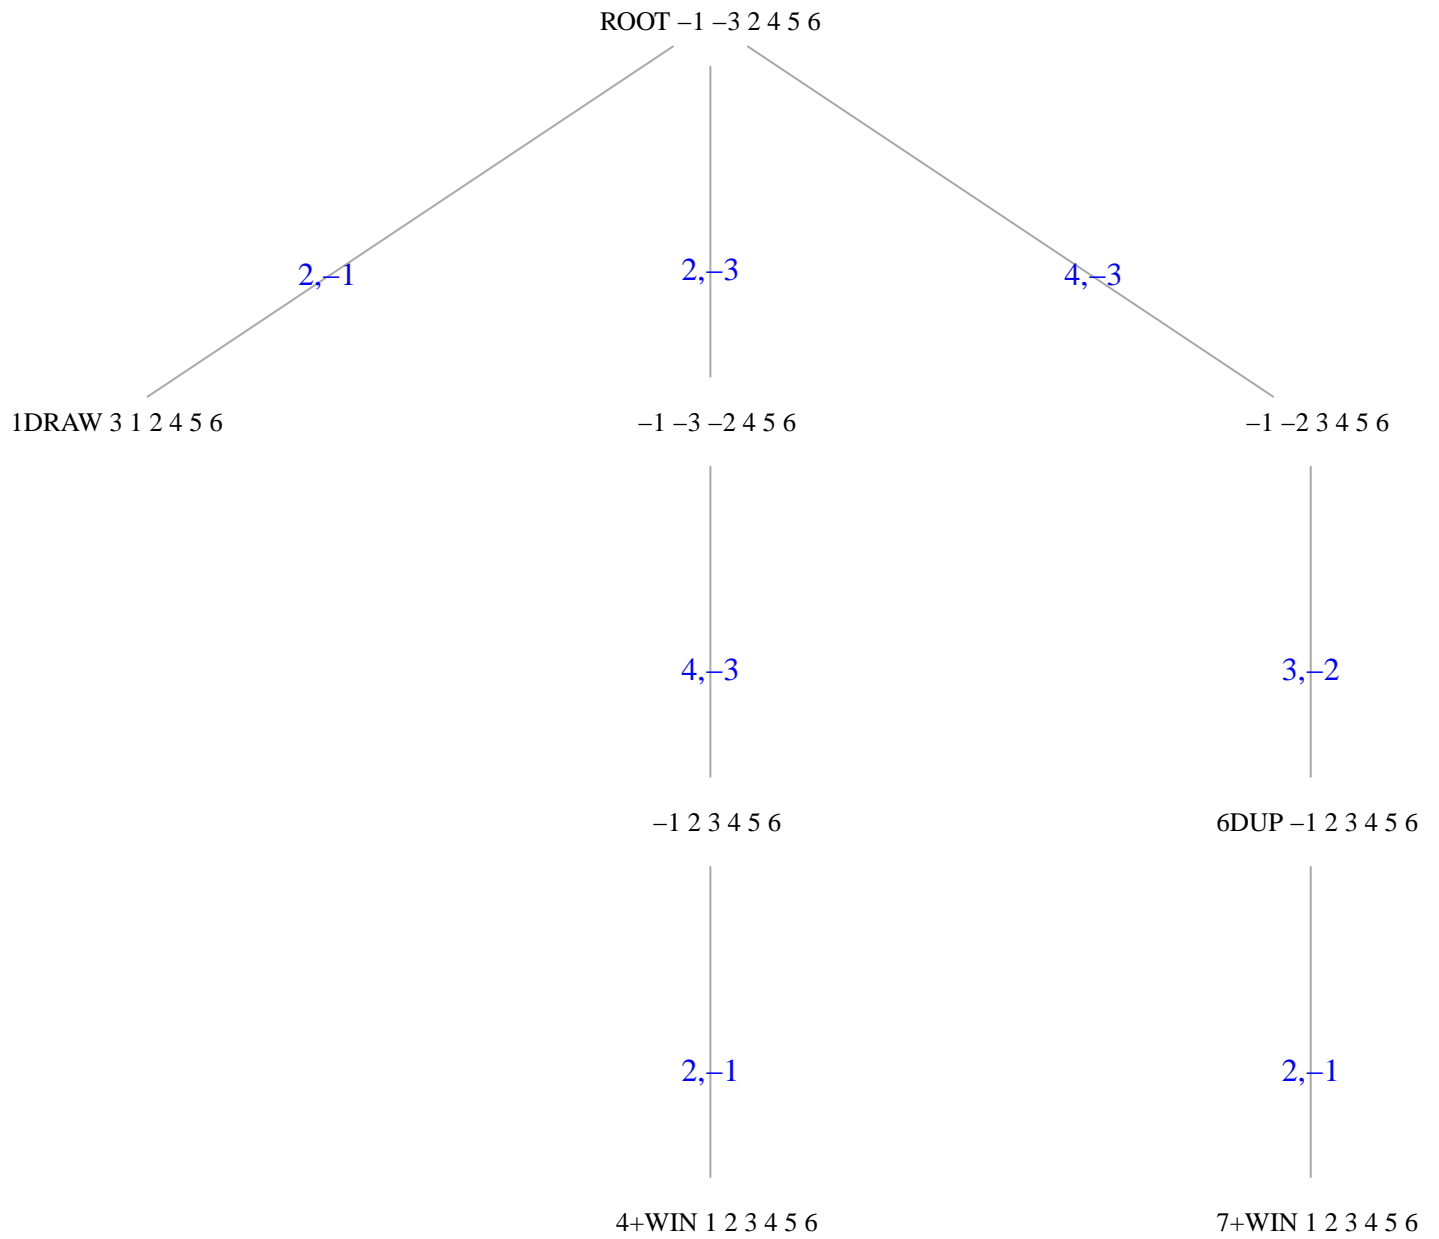 ROOT –1 –3 2 4 5 6
2,–1
2,–3
4,–3
1DRAW 3 1 2 4 5 6
–1 –3 –2 4 5 6
–1 –2 3 4 5 6
4,–3
3,–2
–1 2 3 4 5 6
6DUP –1 2 3 4 5 6
2,–1
2,–1
4+WIN 1 2 3 4 5 6
7+WIN 1 2 3 4 5 6